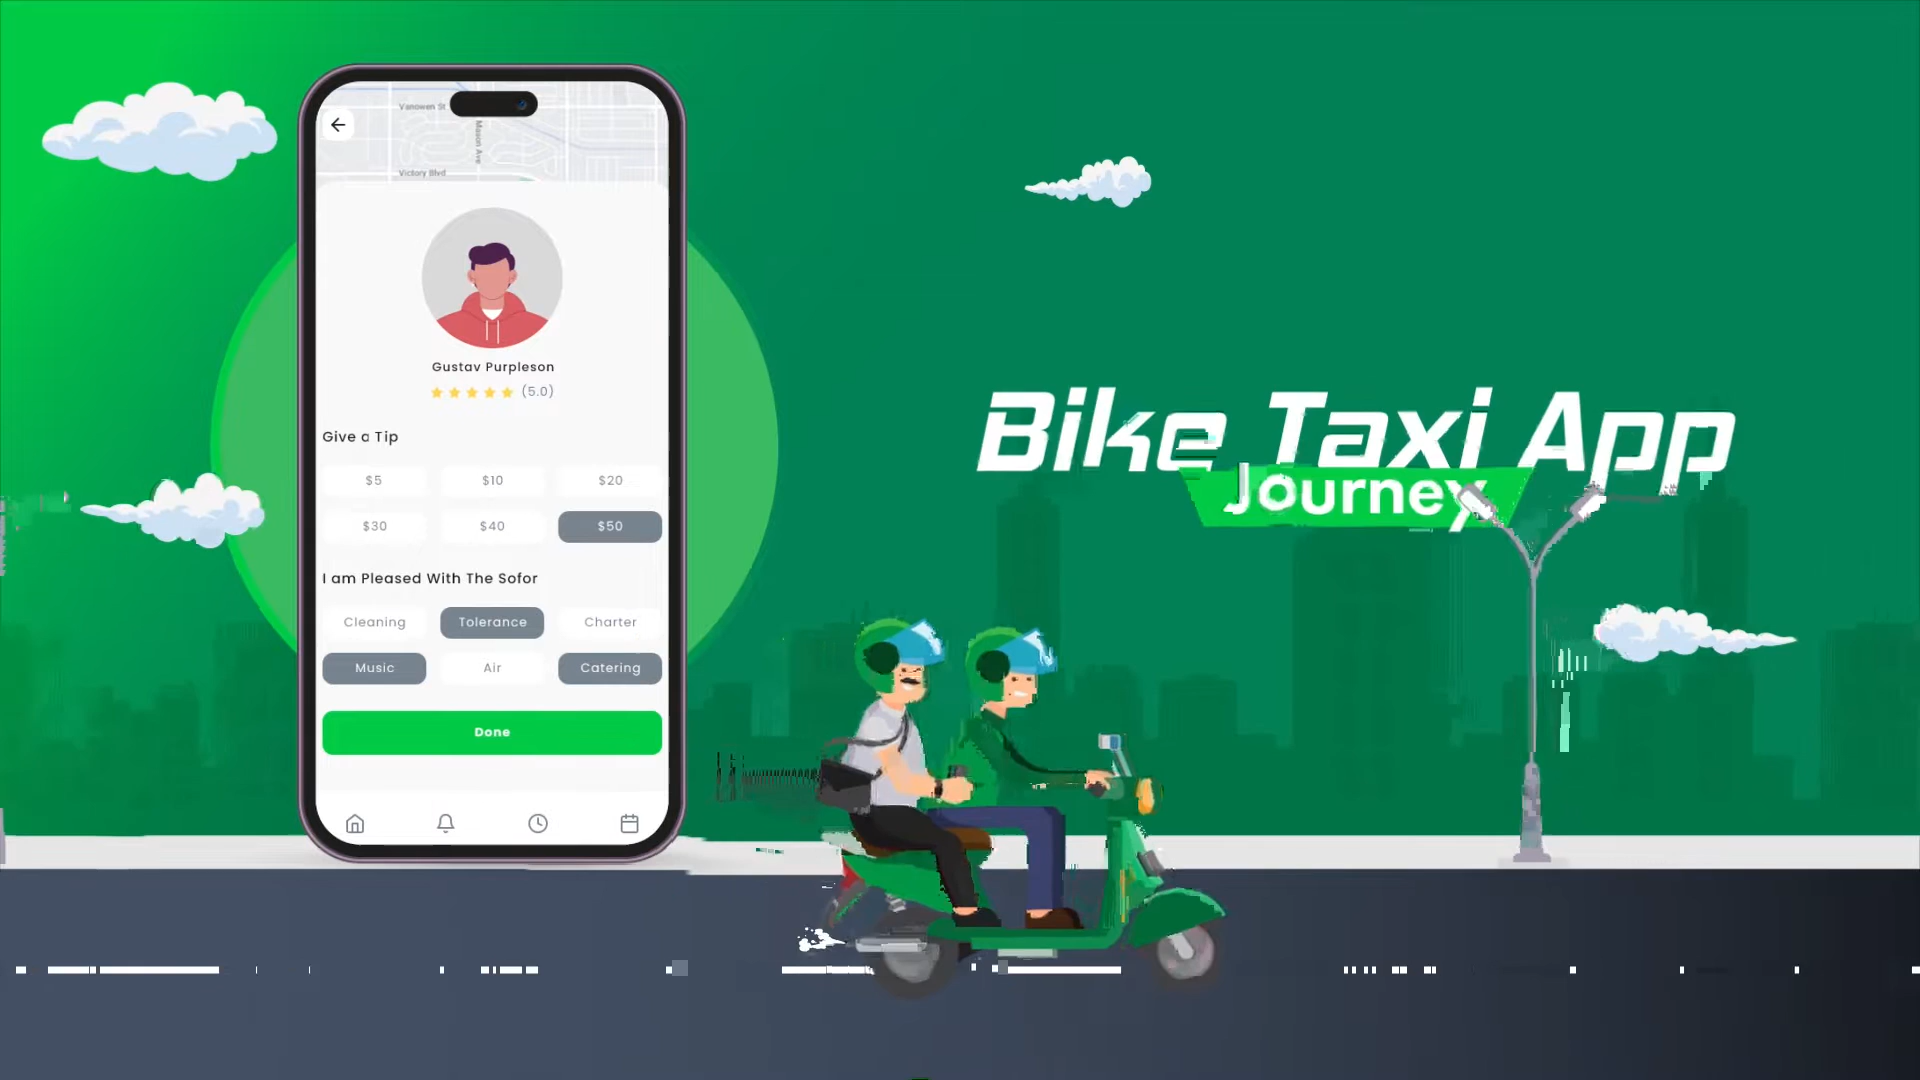 Vanowen St
Mason Ave
Victory Blvd
Gustav Purpleson
(5.0)
Give a Tip
$5 $10 $20
$30 $40 $50
I am Pleased With The Sofor
Cleaning Tolerance Charter
Music Air Catering
Done
Bike Taxi App
Journey